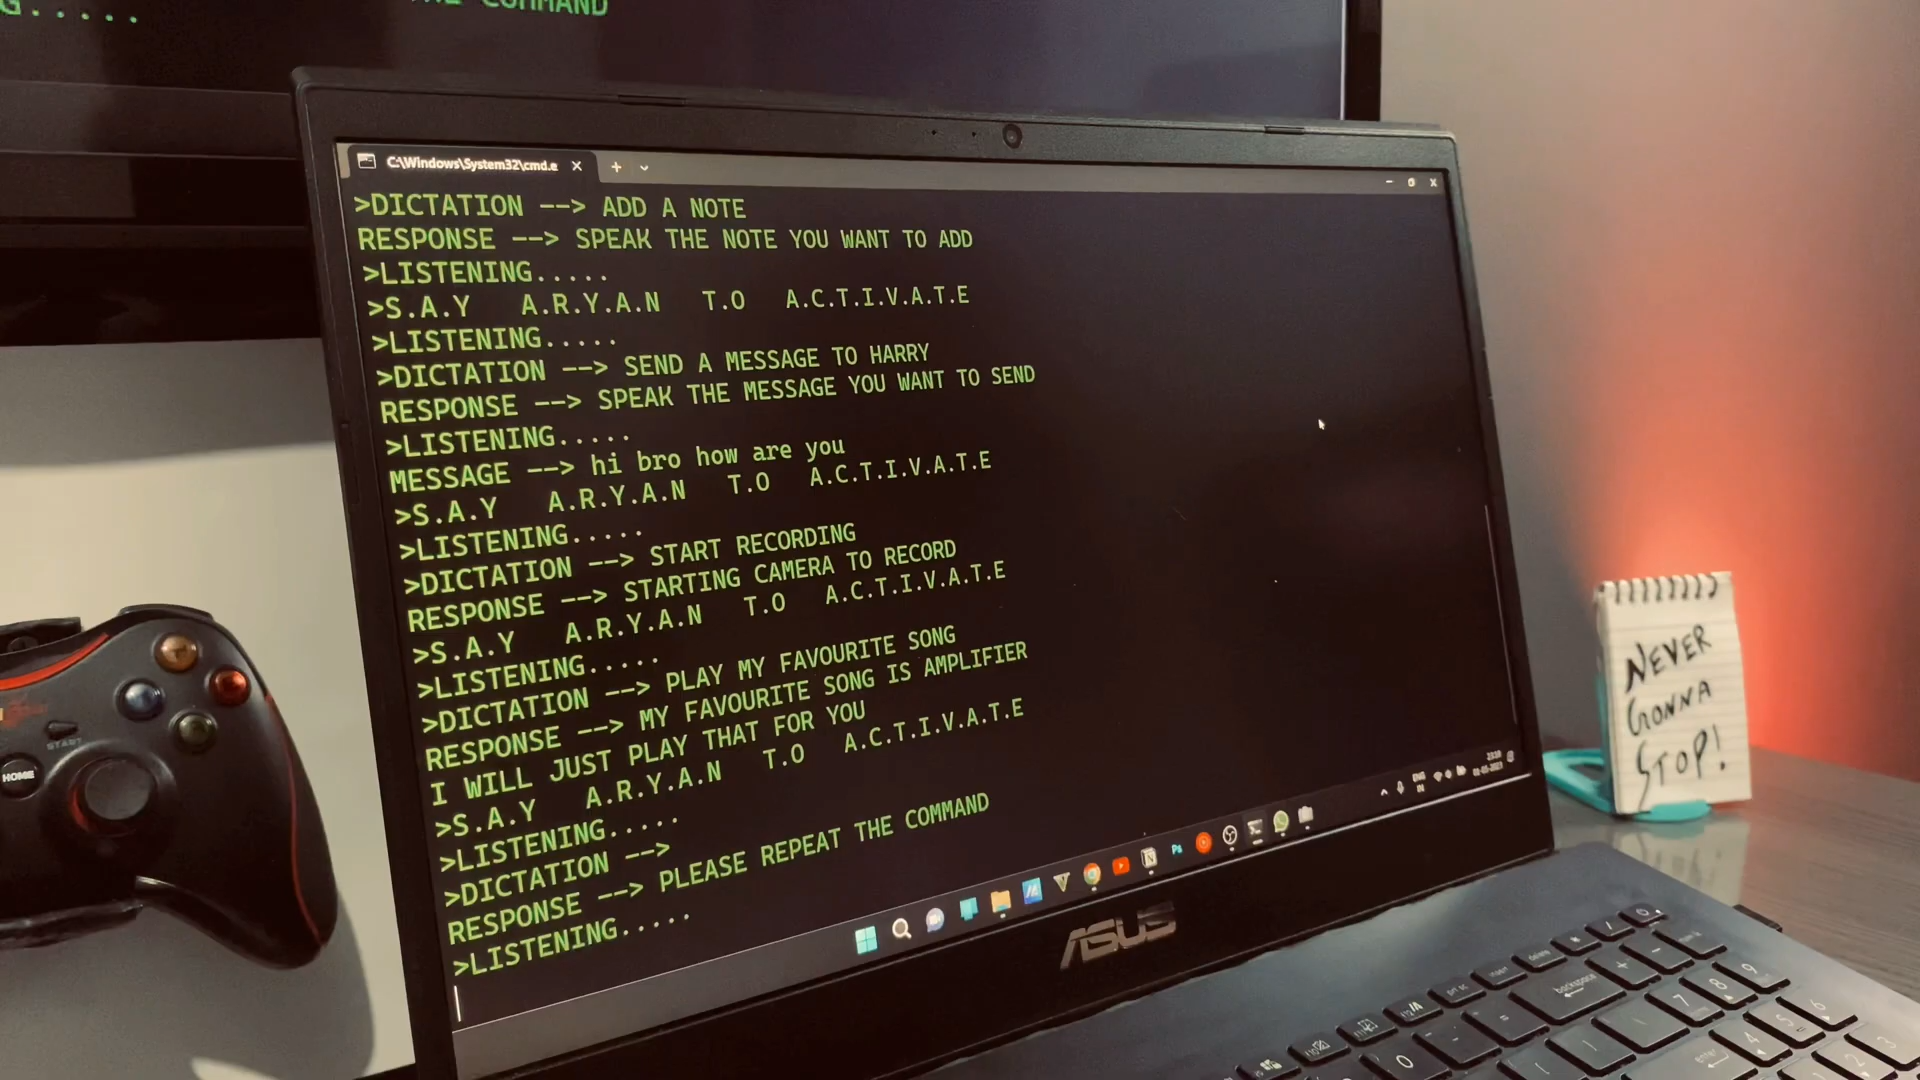 THE COMMAND
C:\Windows\System32\cmd.e
>DICTATION --> ADD A NOTE
RESPONSE --> SPEAK THE NOTE YOU WANT TO ADD
>LISTENING.....
>S.A.Y A.R.Y.A.N T.O A.C.T.I.V.A.T.E
>LISTENING.....
>DICTATION --> SEND A MESSAGE TO HARRY
RESPONSE --> SPEAK THE MESSAGE YOU WANT TO SEND
>LISTENING.....
MESSAGE --> hi bro how are you
>S.A.Y A.R.Y.A.N T.O A.C.T.I.V.A.T.E
>LISTENING.....
>DICTATION --> START RECORDING
RESPONSE --> STARTING CAMERA TO RECORD
>S.A.Y A.R.Y.A.N T.O A.C.T.I.V.A.T.E
>LISTENING.....
>DICTATION --> PLAY MY FAVOURITE SONG
RESPONSE --> MY FAVOURITE SONG IS AMPLIFIER
I WILL JUST PLAY THAT FOR YOU
>S.A.Y A.R.Y.A.N T.O A.C.T.I.V.A.T.E
>LISTENING.....
>DICTATION -->
RESPONSE --> PLEASE REPEAT THE COMMAND
>LISTENING.....
ASUS
NEVER
GONNA
STOP!
START
HOME
backspace